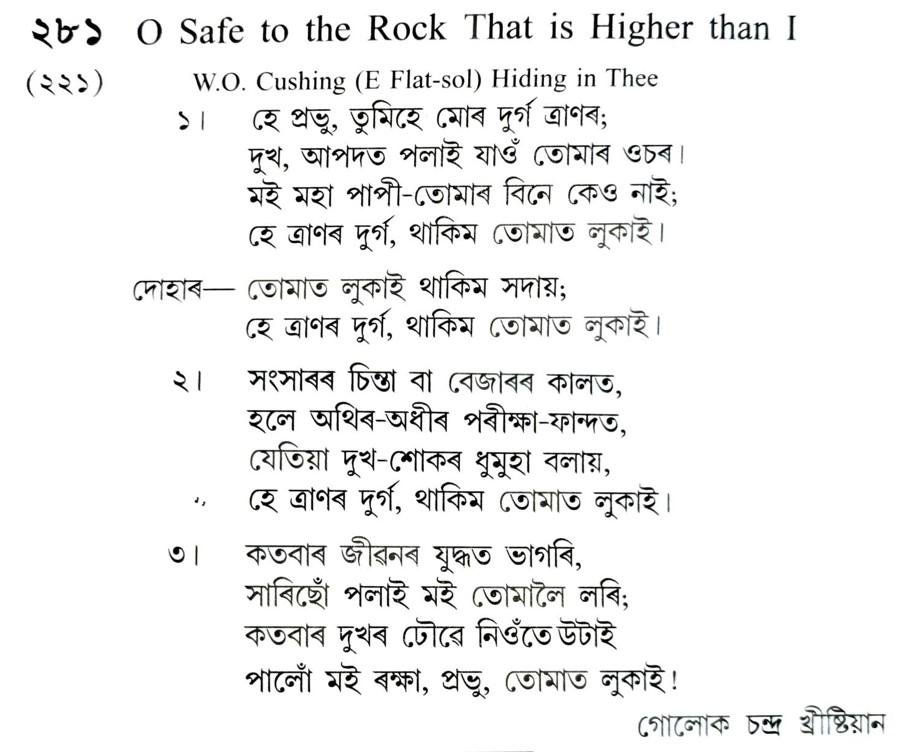 ২৮১ O Safe to the Rock That is Higher than I
(২২১) W.O. Cushing (E Flat-sol) Hiding in Thee
১। হে প্ৰভু, তুমিহে মোৰ দুৰ্গ ত্ৰাণৰ;
দুখ, আপদত পলাই যাওঁ তোমাৰ ওচৰ।
মই মহা পাপী-তোমাৰ বিনে কেও নাই;
হে ত্ৰাণৰ দুৰ্গ, থাকিম তোমাত লুকাই।
দোহাৰ— তোমাত লুকাই থাকিম সদায়;
হে ত্ৰাণৰ দুৰ্গ, থাকিম তোমাত লুকাই।
২। সংসাৰৰ চিন্তা বা বেজাৰৰ কালত,
হলে অথিৰ-অধীৰ পৰীক্ষা-ফান্দত,
যেতিয়া দুখ-শোকৰ ধুমুহা বলায়,
হে ত্ৰাণৰ দুৰ্গ, থাকিম তোমাত লুকাই।
৩। কতবাৰ জীৱনৰ যুদ্ধত ভাগৰি,
সাৰিছোঁ পলাই মই তোমালৈ লৰি;
কতবাৰ দুখৰ ঢৌৱে নিওঁতে উটাই
পালোঁ মই ৰক্ষা, প্ৰভু, তোমাত লুকাই!
গোলোক চন্দ্ৰ খ্ৰীষ্টিয়ান